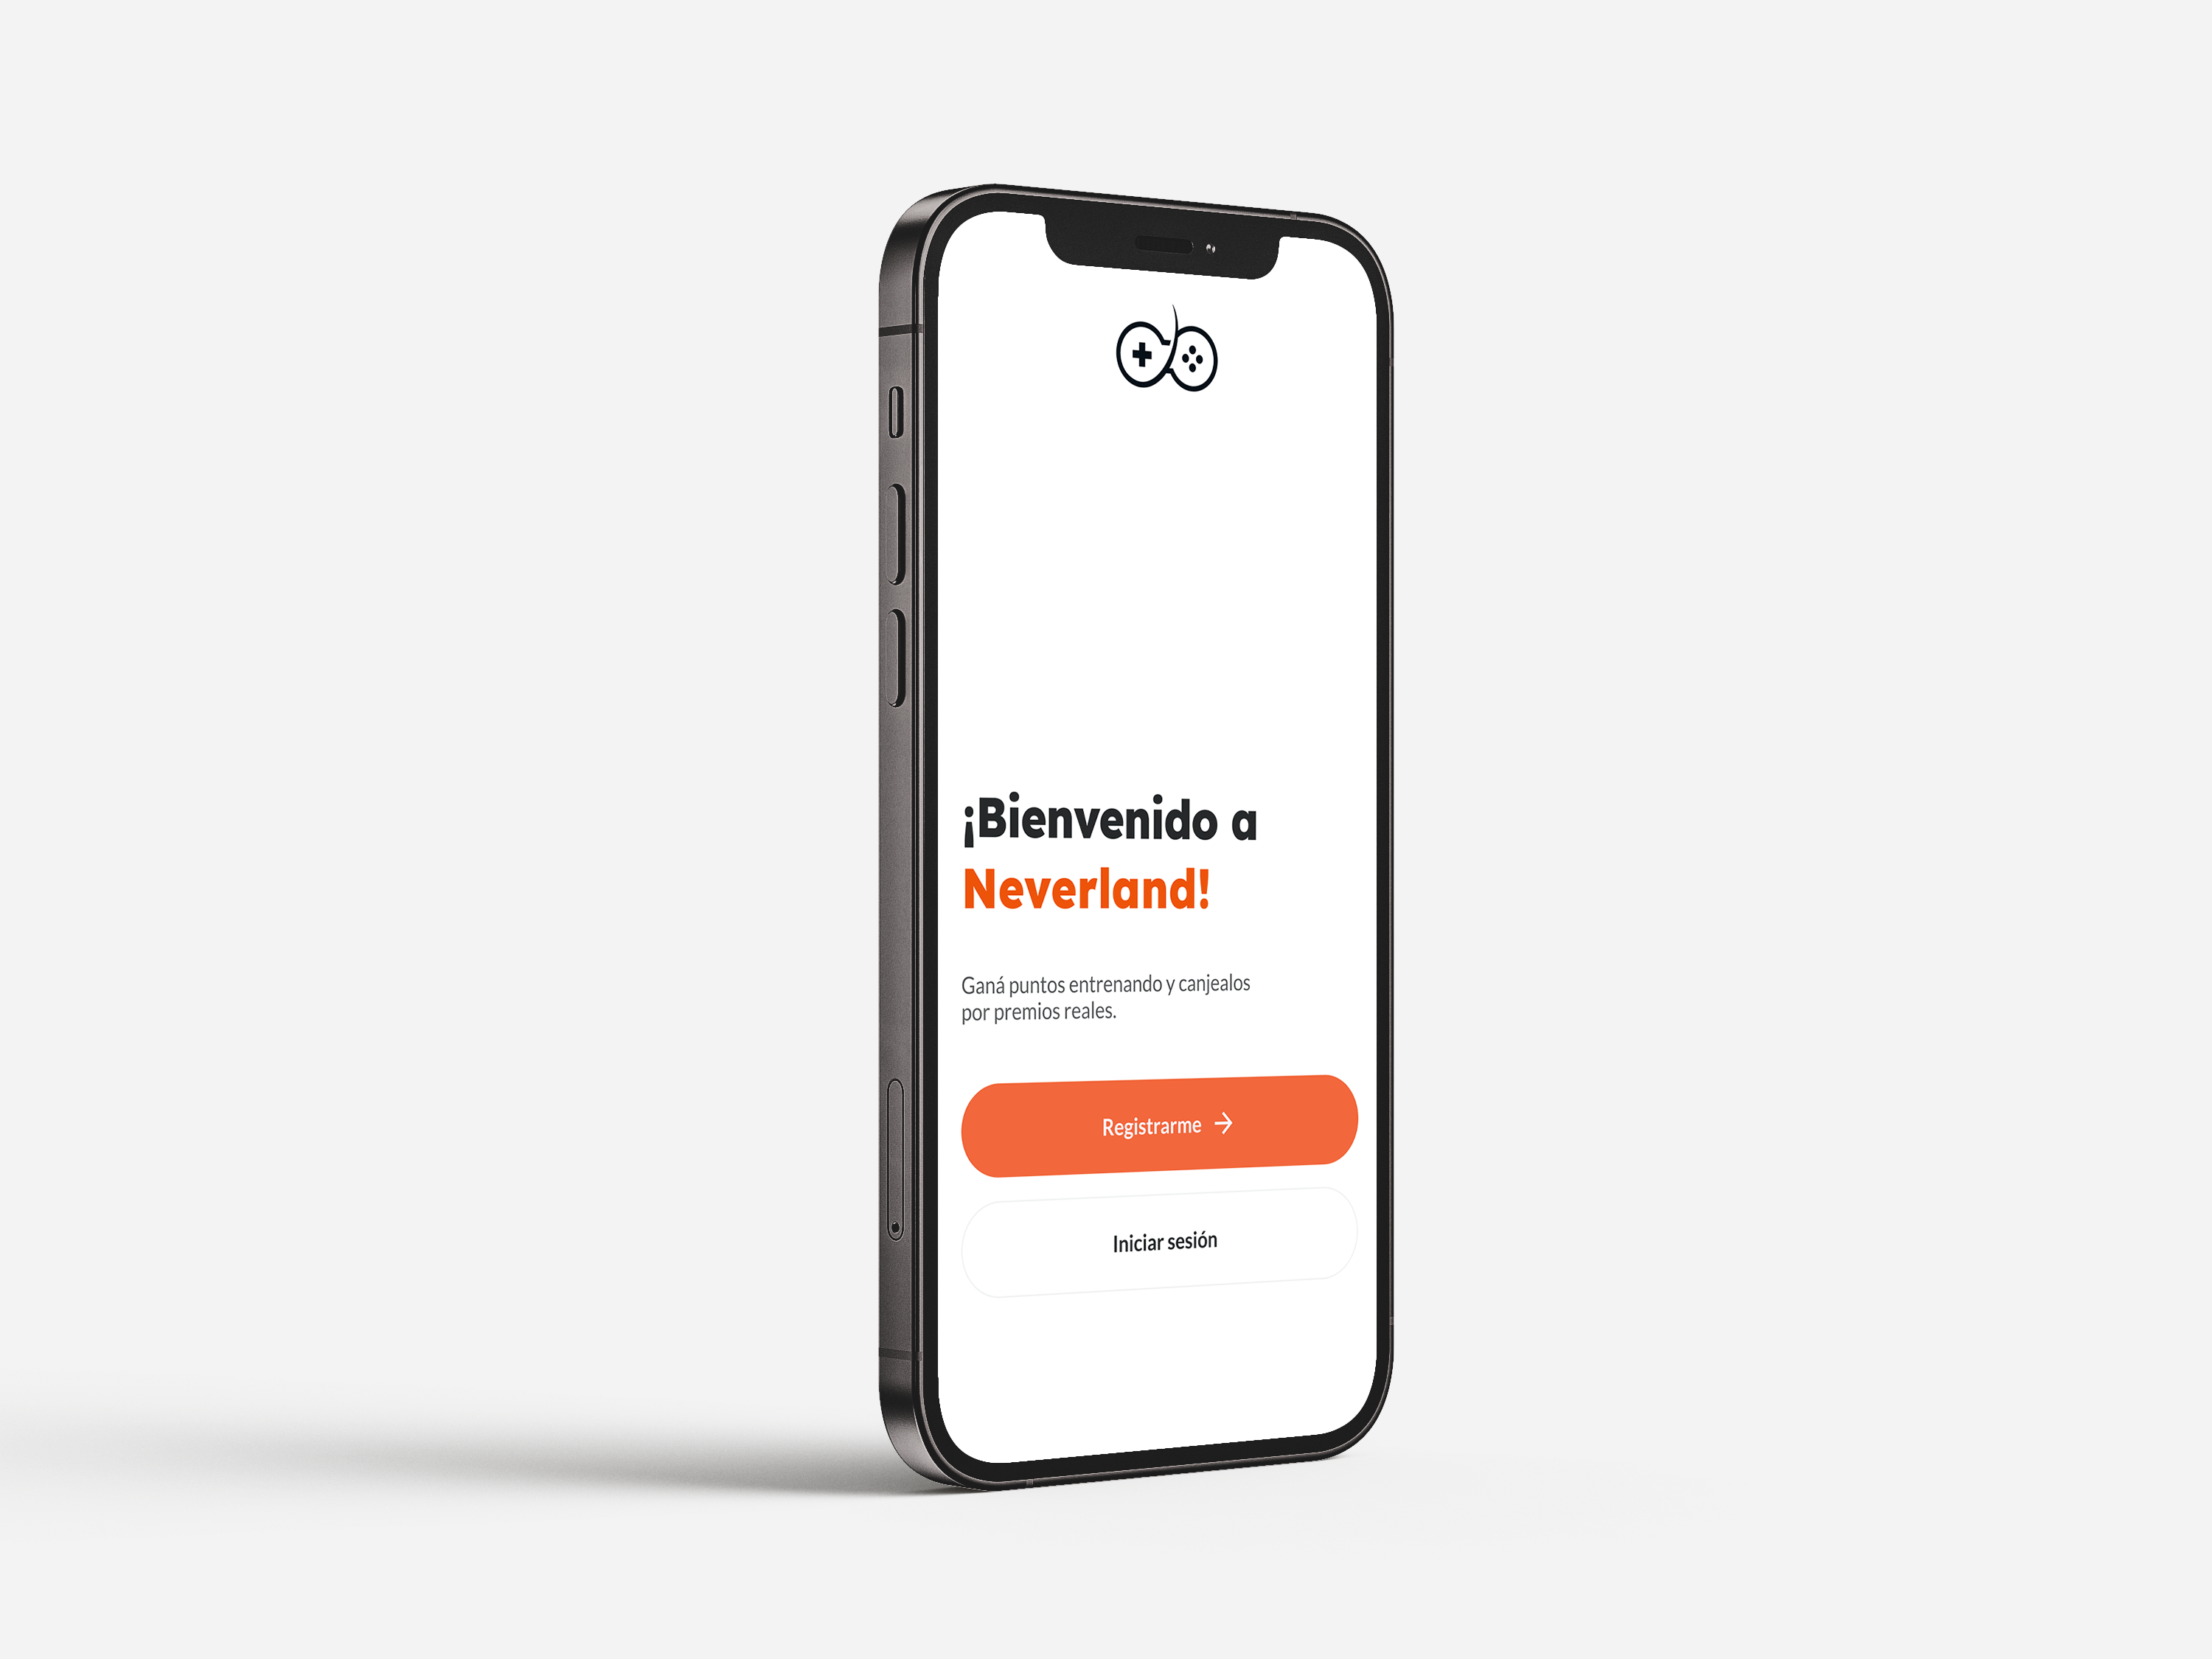 ¡Bienvenido a
Neverland!
Ganá puntos entrenando y canjealos
por premios reales.
Registrarme →
Iniciar sesión